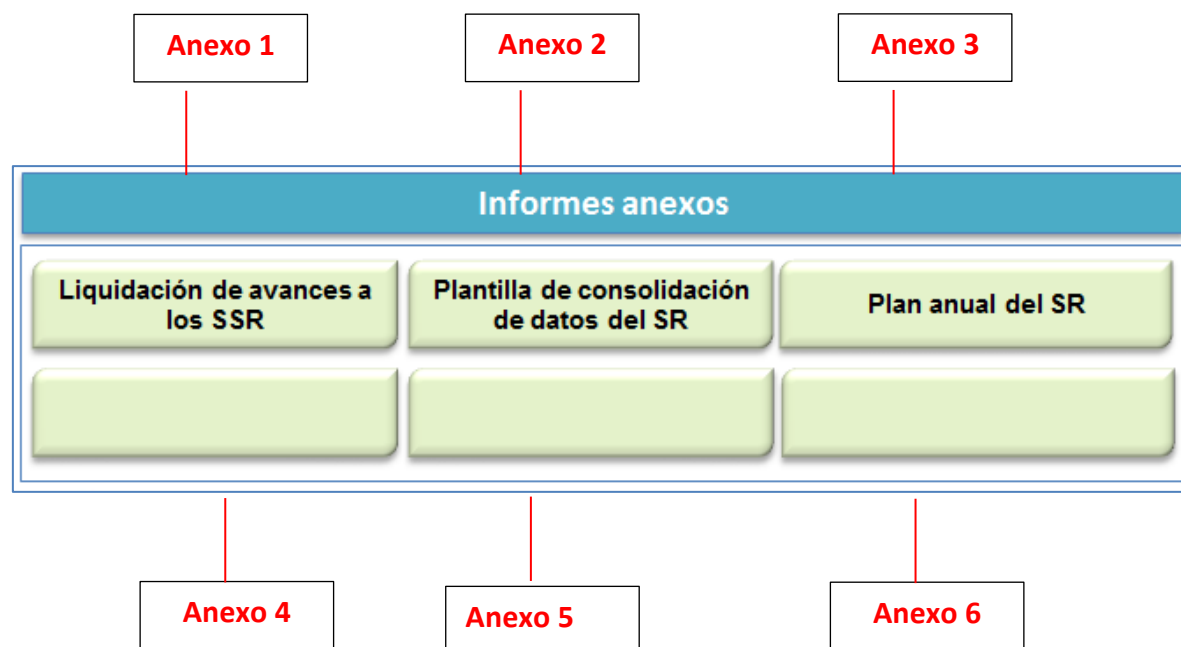 Anexo 1
Anexo 2
Anexo 3
Informes anexos
Liquidación de avances a
los SSR
Plantilla de consolidación
de datos del SR
Plan anual del SR
Anexo 4
Anexo 5
Anexo 6